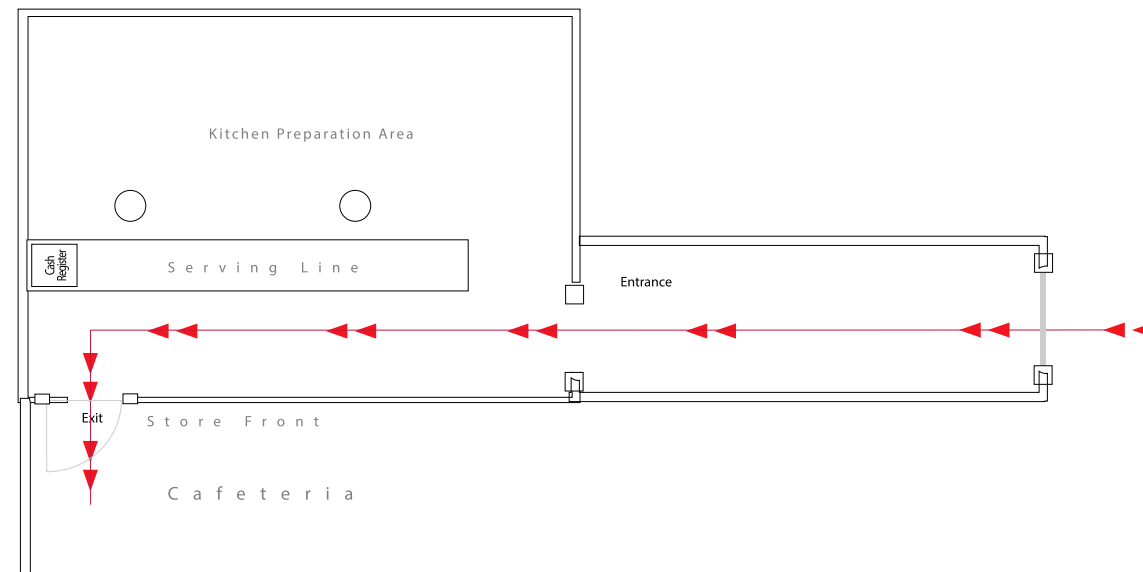 Kitchen Preparation Area
Cash
Register
Serving Line
Entrance
Exit
Store Front
Cafeteria